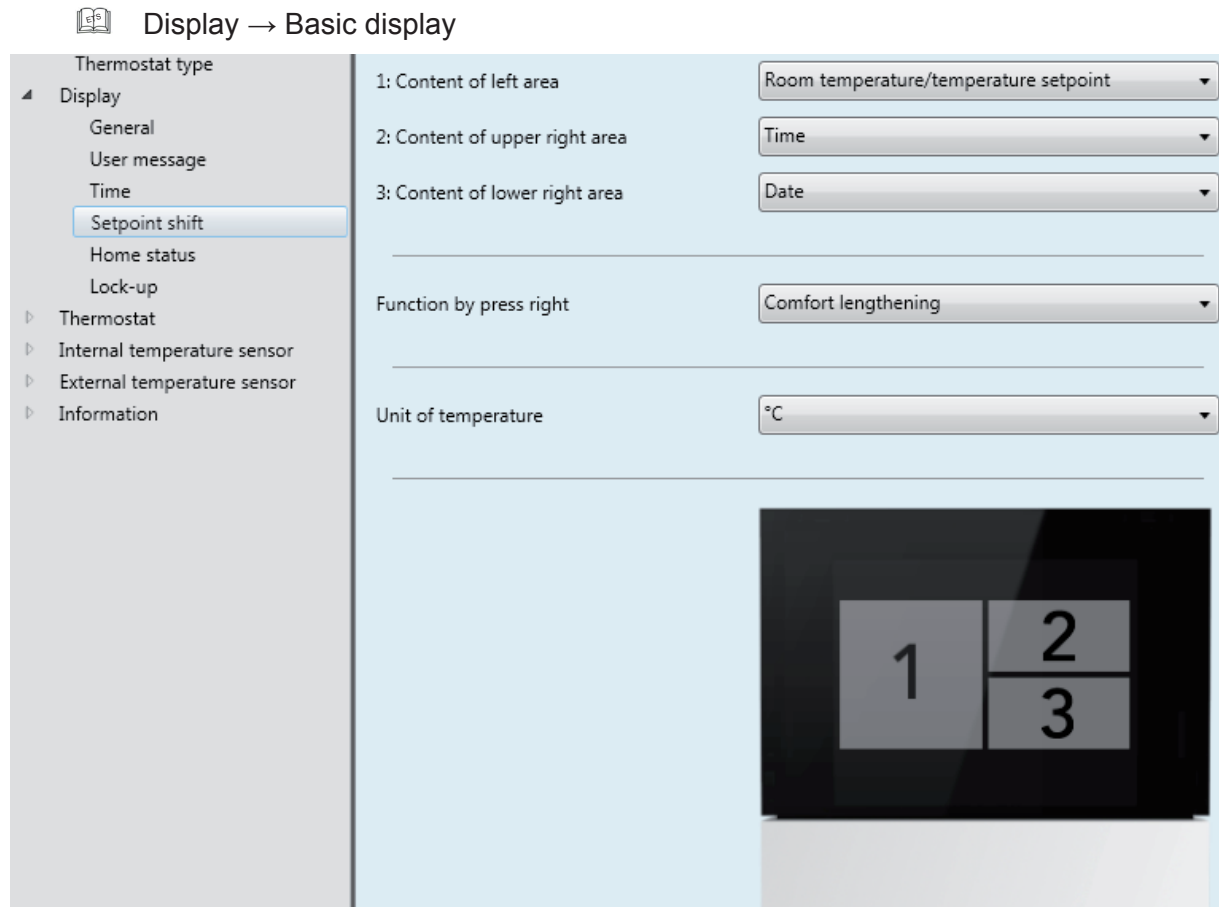 ETS
Display → Basic display
Thermostat type
Display
General
User message
Time
Setpoint shift
Home status
Lock-up
Thermostat
Internal temperature sensor
External temperature sensor
Information
1: Content of left area
Room temperature/temperature setpoint
2: Content of upper right area
Time
3: Content of lower right area
Date
Function by press right
Comfort lengthening
Unit of temperature
°C
1
2
3